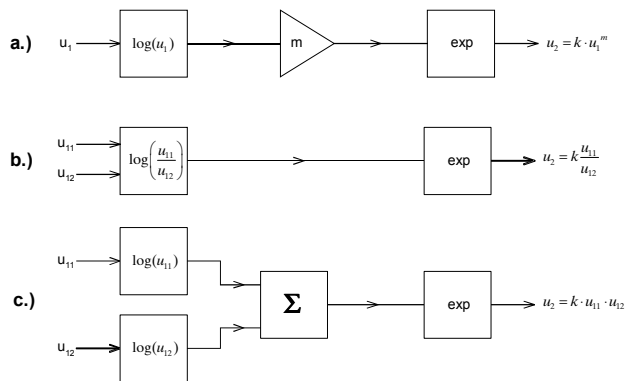 a.) u₁ log(u₁) m exp u₂ = k · u₁ᵐ
b.) u₁₁ u₁₂ log(u₁₁/u₁₂) exp u₂ = k u₁₁/u₁₂
u₁₁ log(u₁₁)
c.) Σ exp u₂ = k · u₁₁ · u₁₂
u₁₂ log(u₁₂)